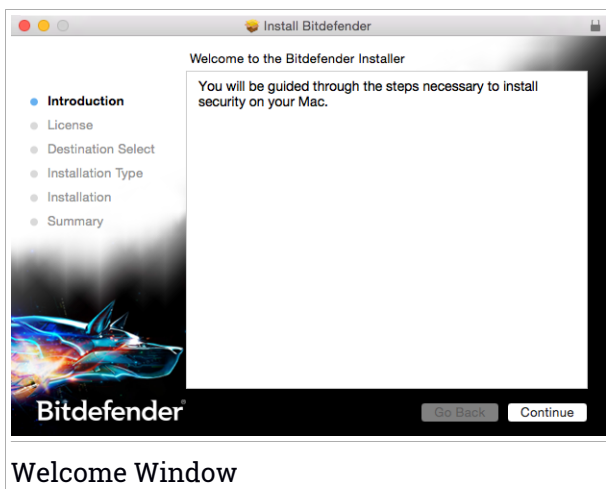 Install Bitdefender
Welcome to the Bitdefender Installer
You will be guided through the steps necessary to install
security on your Mac.
Introduction
License
Destination Select
Installation Type
Installation
Summary
Bitdefender®
Go Back
Continue
Welcome Window